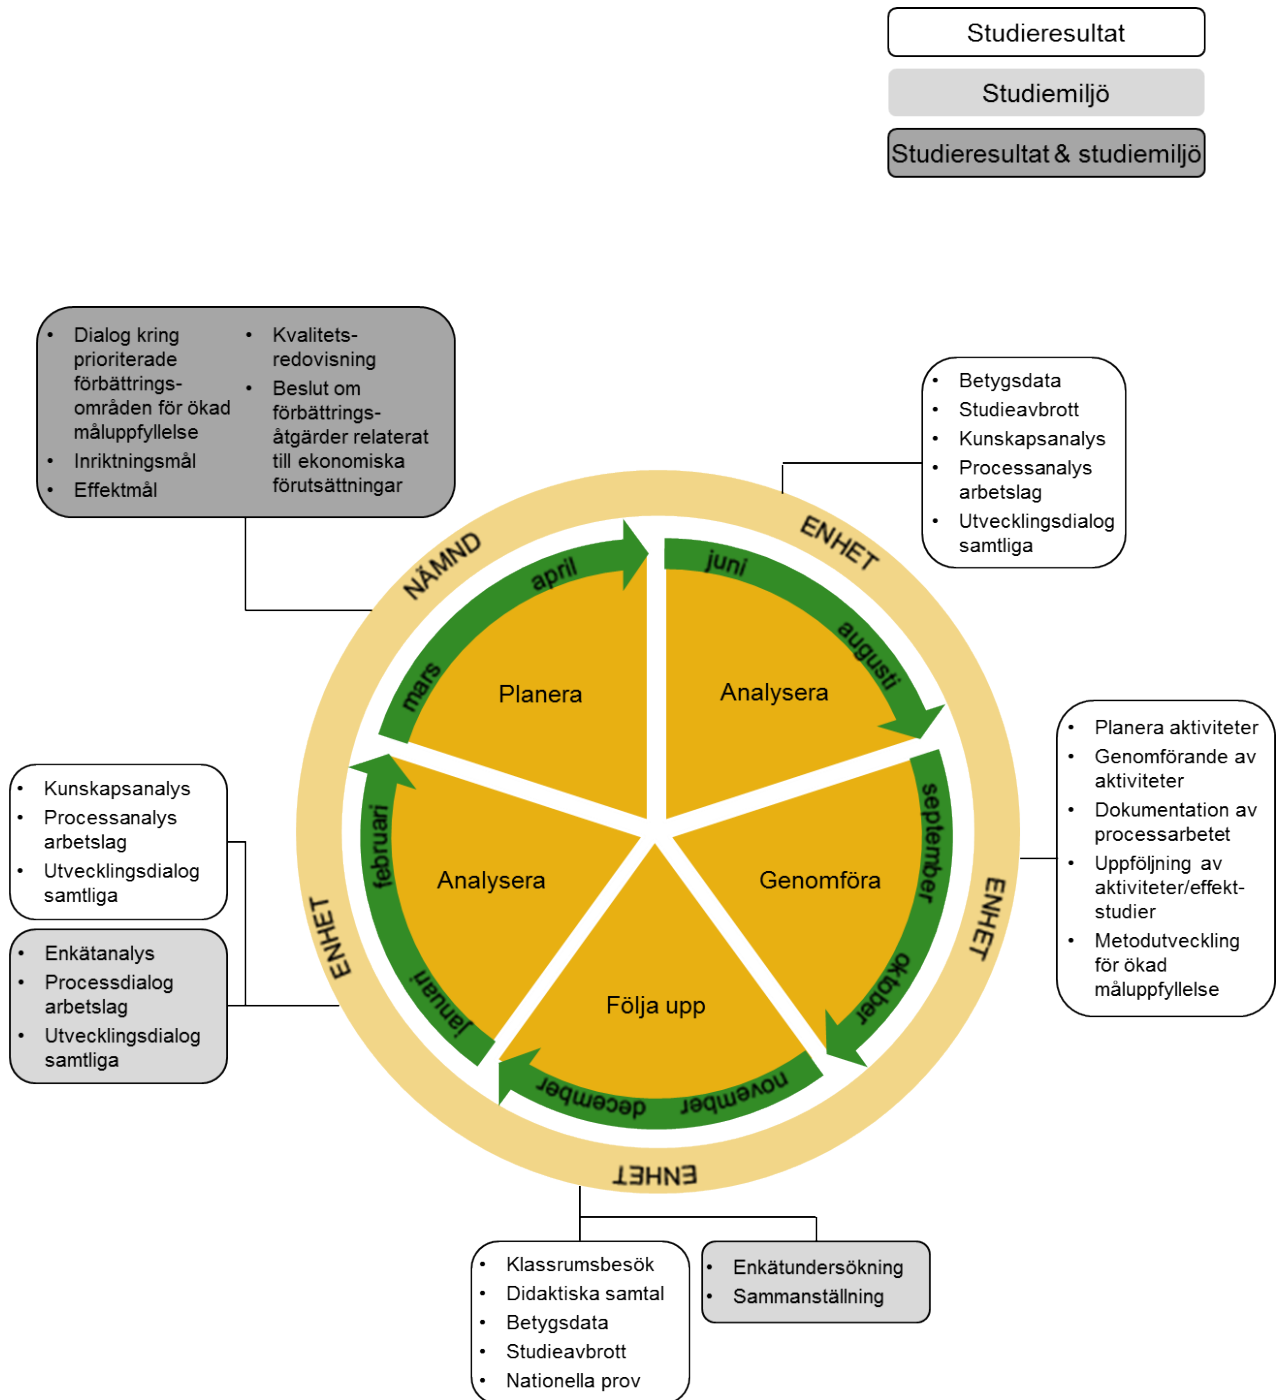 Studieresultat
Studiemiljö
Studieresultat & studiemiljö
• Dialog kring
prioriterade
förbättrings-
områden för ökad
måluppfyllelse
• Inriktningsmål
• Effektmål
• Kvalitets-
redovisning
• Beslut om
förbättrings-
åtgärder relaterat
till ekonomiska
förutsättningar
• Betygsdata
• Studieavbrott
• Kunskapsanalys
• Processanalys
arbetslag
• Utvecklingsdialog
samtliga
NÄMND
ENHET
april
juni
mars
augusti
Planera
Analysera
• Planera aktiviteter
• Genomförande av
aktiviteter
• Dokumentation av
processarbetet
• Uppföljning av
aktiviteter/effekt-
studier
• Metodutveckling
för ökad
måluppfyllelse
• Kunskapsanalys
• Processanalys
arbetslag
• Utvecklingsdialog
samtliga
• Enkätanalys
• Processdialog
arbetslag
• Utvecklingsdialog
samtliga
februari
september
Analysera
Genomföra
ENHET
ENHET
januari
oktober
Följa upp
december
november
ENHET
• Klassrumsbesök
• Didaktiska samtal
• Betygsdata
• Studieavbrott
• Nationella prov
• Enkätundersökning
• Sammanställning